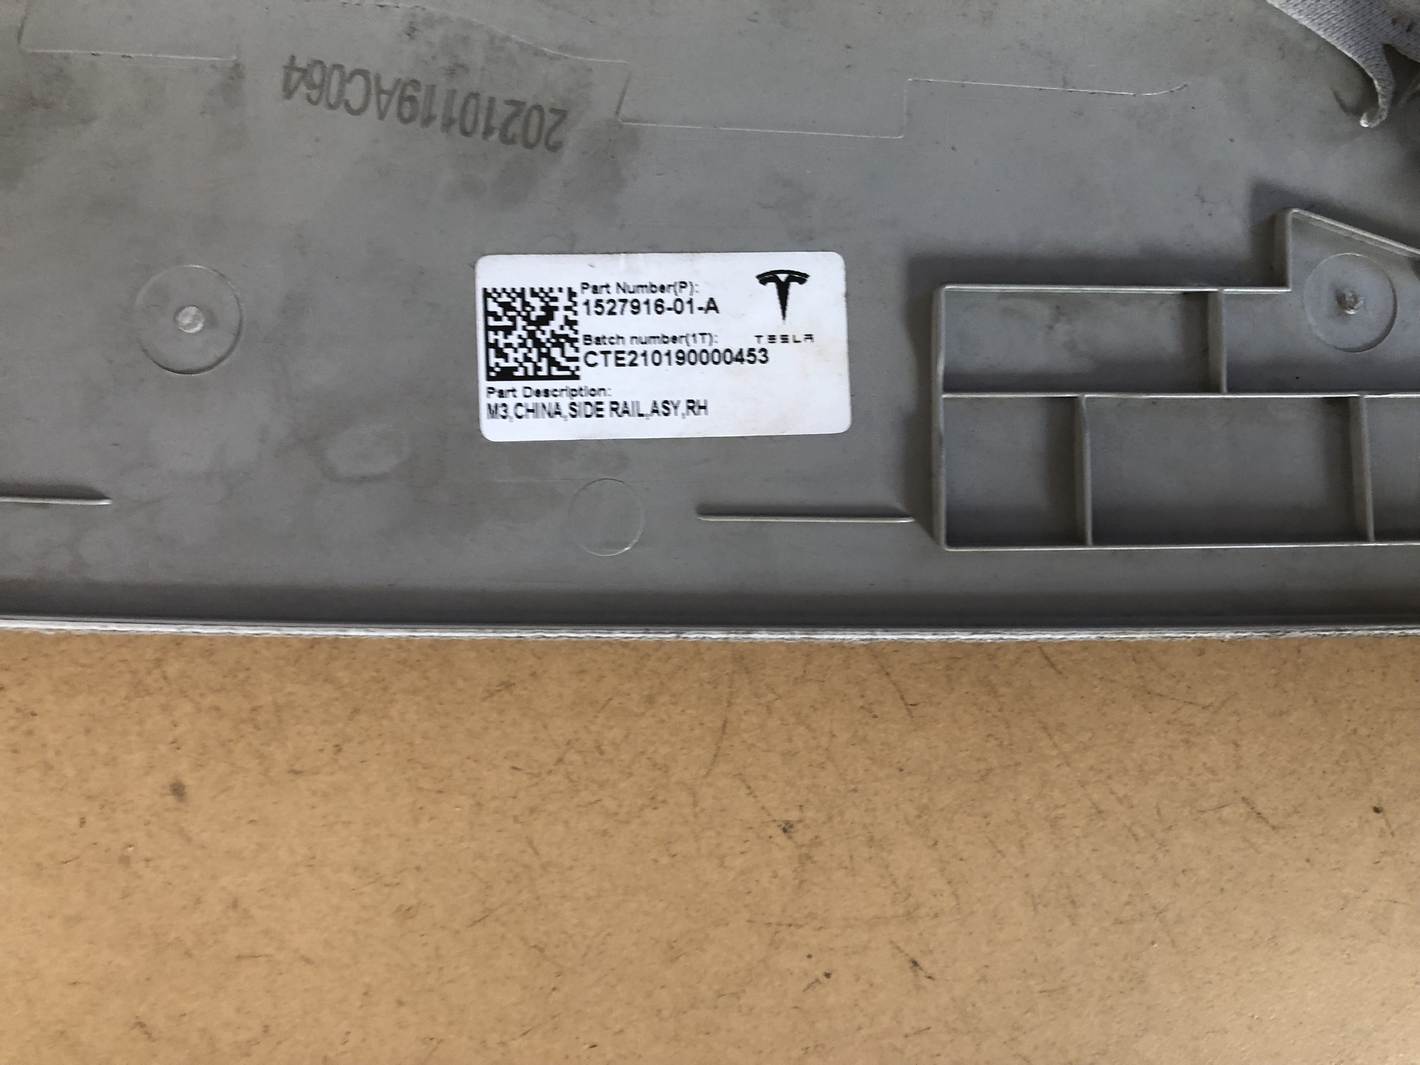 20210119AC064
Part Number(P):
1527916-01-A
Batch number(1T):
TESLA
CTE210190000453
Part Description:
M3,CHINA,SIDE RAIL,ASY,RH